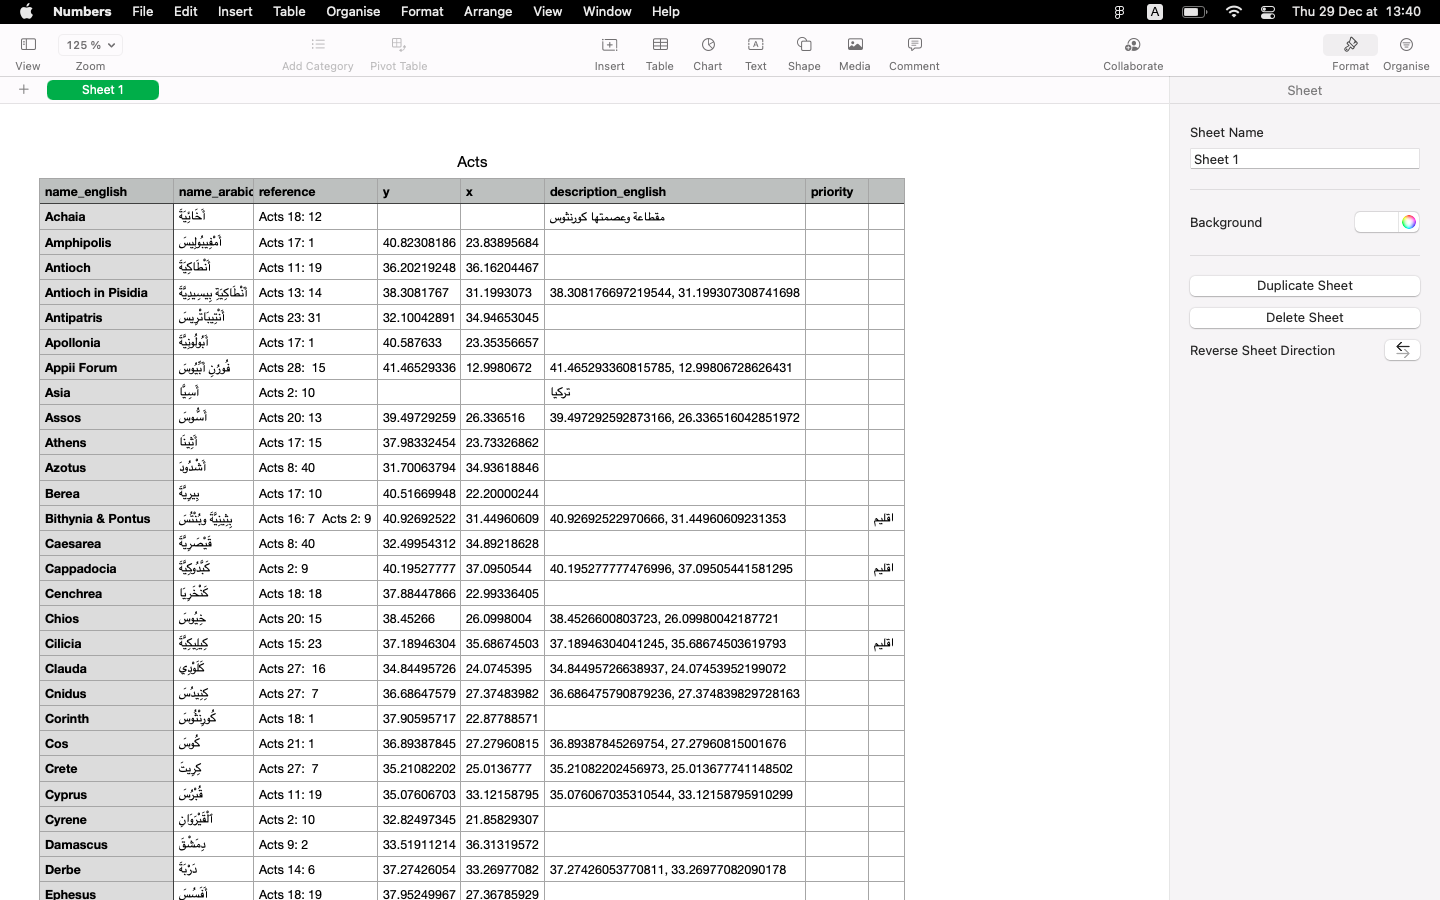 Numbers File Edit Insert Table Organise Format Arrange View Window Help A Thu 29 Dec at 13:40
125 %
View Zoom Add Category Pivot Table Insert Table Chart Text Shape Media Comment Collaborate Format Organise
Sheet 1
Sheet
Sheet Name
Sheet 1
Background
Duplicate Sheet
Delete Sheet
Reverse Sheet Direction
Acts
name_english name_arabic reference y x description_english priority
Achaia أَخَائِيَّةَ Acts 18: 12 مقطاعة وعصمتها كورنثوس
Amphipolis أَمْفِيبُولِيسَ Acts 17: 1 40.82308186 23.83895684
Antioch أَنْطَاكِيَةَ Acts 11: 19 36.20219248 36.16204467
Antioch in Pisidia أَنْطَاكِيَةِ بِيسِيدِيَّةَ Acts 13: 14 38.3081767 31.1993073 38.308176697219544, 31.199307308741698
Antipatris أَنْتِيبَاتْرِيسَ Acts 23: 31 32.10042891 34.94653045
Apollonia أَبُولُونِيَّةَ Acts 17: 1 40.587633 23.35356657
Appii Forum فُورُنِ أَبِّيُوسَ Acts 28: 15 41.46529336 12.9980672 41.465293360815785, 12.99806728626431
Asia أَسِيَّا Acts 2: 10 تركيا
Assos أَسُّوسَ Acts 20: 13 39.49729259 26.336516 39.497292592873166, 26.336516042851972
Athens أَثِينَا Acts 17: 15 37.98332454 23.73326862
Azotus أَشْدُودَ Acts 8: 40 31.70063794 34.93618846
Berea بِيرِيَّةَ Acts 17: 10 40.51669948 22.20000244
Bithynia & Pontus بِثِينِيَّةَ وبُنْتُسَ Acts 16: 7 Acts 2: 9 40.92692522 31.44960609 40.92692522970666, 31.44960609231353 اقليم
Caesarea قَيْصَرِيَّةَ Acts 8: 40 32.49954312 34.89218628
Cappadocia كَبَّدُوكِيَّةَ Acts 2: 9 40.19527777 37.0950544 40.195277777476996, 37.09505441581295 اقليم
Cenchrea كَنْخَرِيَا Acts 18: 18 37.88447866 22.99336405
Chios خِيُوسَ Acts 20: 15 38.45266 26.0998004 38.4526600803723, 26.09980042187721
Cilicia كِيلِيكِيَّةَ Acts 15: 23 37.18946304 35.68674503 37.18946304041245, 35.68674503619793 اقليم
Clauda كَلَوْدِي Acts 27: 16 34.84495726 24.0745395 34.84495726638937, 24.07453952199072
Cnidus كِنِيدُسَ Acts 27: 7 36.68647579 27.37483982 36.686475790879236, 27.374839829728163
Corinth كُورِنْثُوسَ Acts 18: 1 37.90595717 22.87788571
Cos كُوسَ Acts 21: 1 36.89387845 27.27960815 36.89387845269754, 27.27960815001676
Crete كِرِيتَ Acts 27: 7 35.21082202 25.0136777 35.21082202456973, 25.013677741148502
Cyprus قُبْرُسَ Acts 11: 19 35.07606703 33.12158795 35.076067035310544, 33.12158795910299
Cyrene الْقَيْرَوَانِ Acts 2: 10 32.82497345 21.85829307
Damascus دِمَشْقَ Acts 9: 2 33.51911214 36.31319572
Derbe دَرْبَةَ Acts 14: 6 37.27426054 33.26977082 37.27426053770811, 33.26977082090178
Ephesus أَفَسُسَ Acts 18: 19 37.95249967 27.36785929